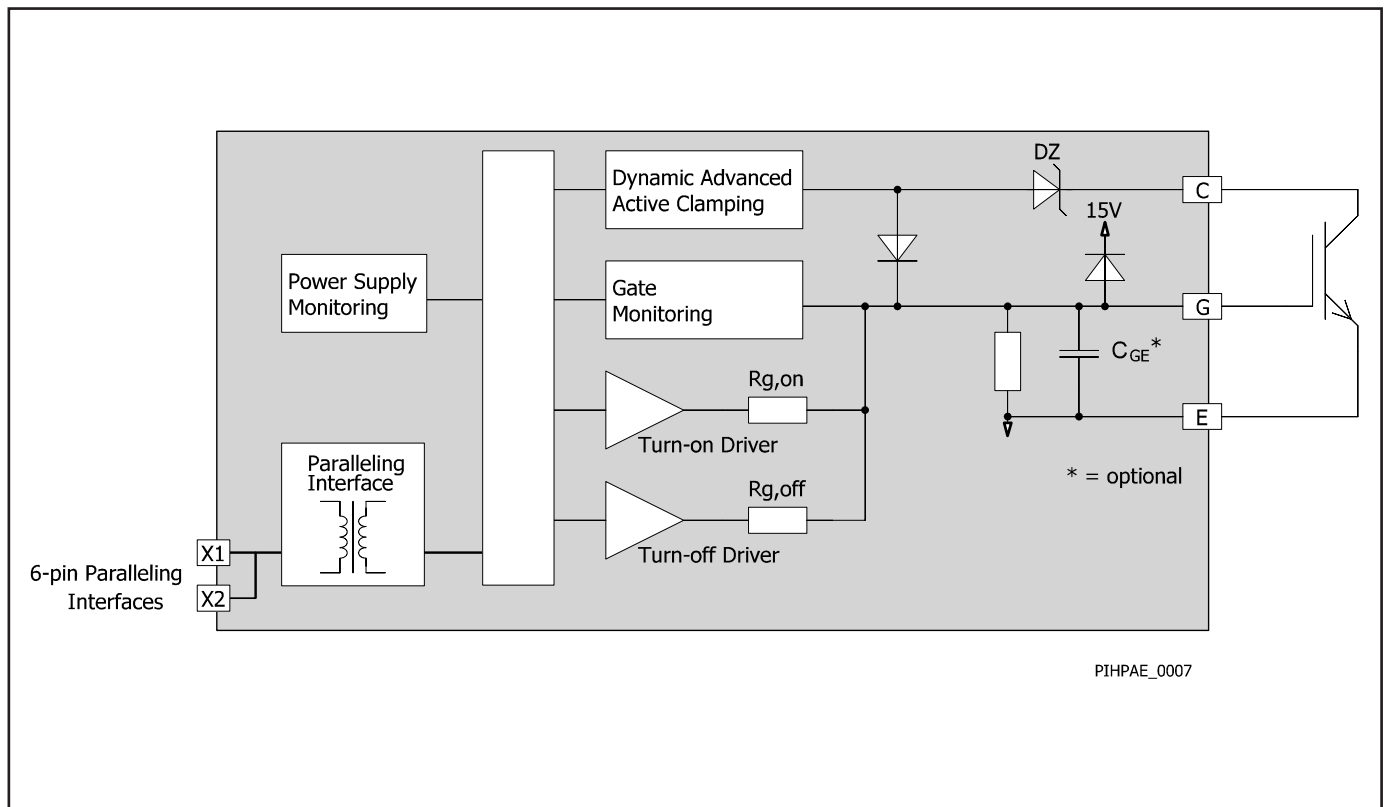 DZ
Dynamic Advanced
Active Clamping
C
15V
Power Supply
Monitoring
Gate
Monitoring
G
CGE*
Rg,on
E
Turn-on Driver
Paralleling
Interface
* = optional
Rg,off
X1
Turn-off Driver
6-pin Paralleling
Interfaces
X2
PIHPAE_0007